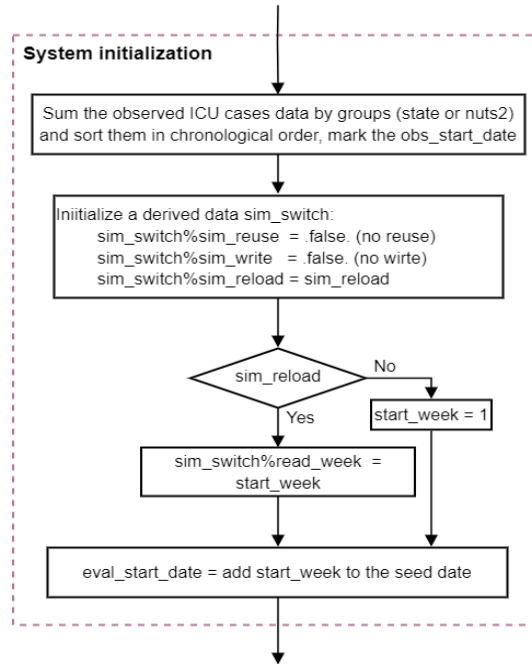 System initialization
Sum the observed ICU cases data by groups (state or nuts2)
and sort them in chronological order, mark the obs_start_date
Iniitialize a derived data sim_switch:
sim_switch%sim_reuse = .false. (no reuse)
sim_switch%sim_write = .false. (no wirte)
sim_switch%sim_reload = sim_reload
sim_reload
No
Yes
start_week = 1
sim_switch%read_week =
start_week
eval_start_date = add start_week to the seed date